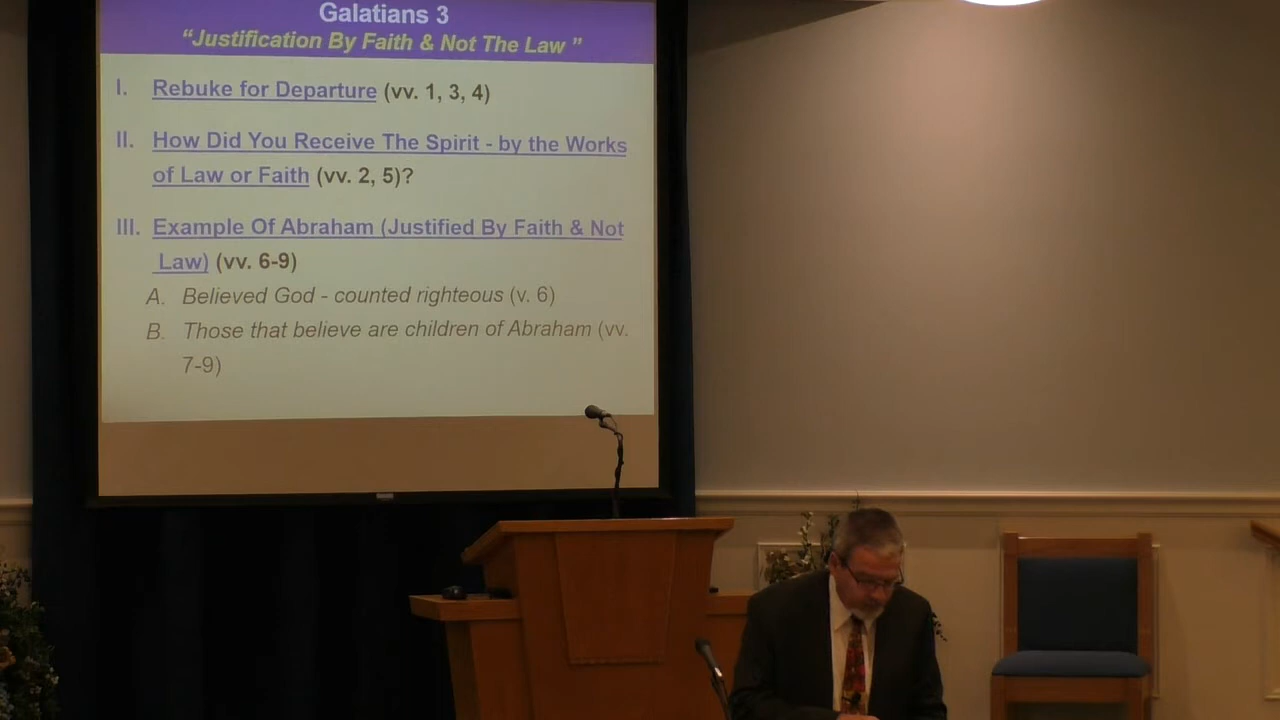 Galatians 3
“Justification By Faith & Not The Law ”
I. Rebuke for Departure (vv. 1, 3, 4)
II. How Did You Receive The Spirit - by the Works
of Law or Faith (vv. 2, 5)?
III. Example Of Abraham (Justified By Faith & Not
Law) (vv. 6-9)
A. Believed God - counted righteous (v. 6)
B. Those that believe are children of Abraham (vv.
7-9)